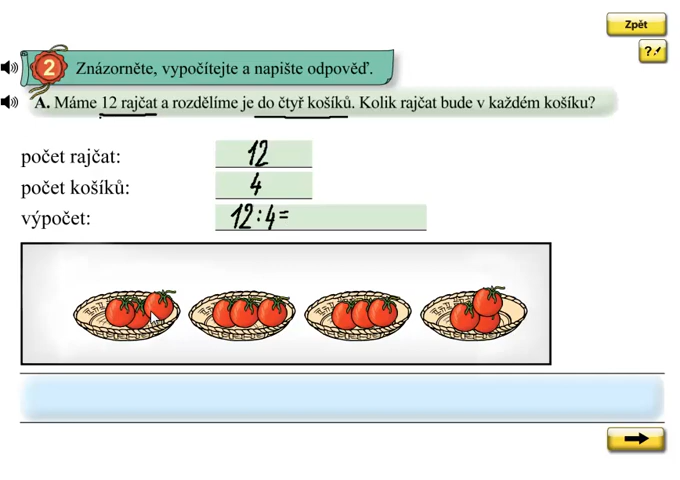 Zpět
?
2 Znázorněte, vypočítejte a napište odpověď.
A. Máme 12 rajčat a rozdělíme je do čtyř košíků. Kolik rajčat bude v každém košíku?
počet rajčat: 12
počet košíků: 4
výpočet: 12:4=